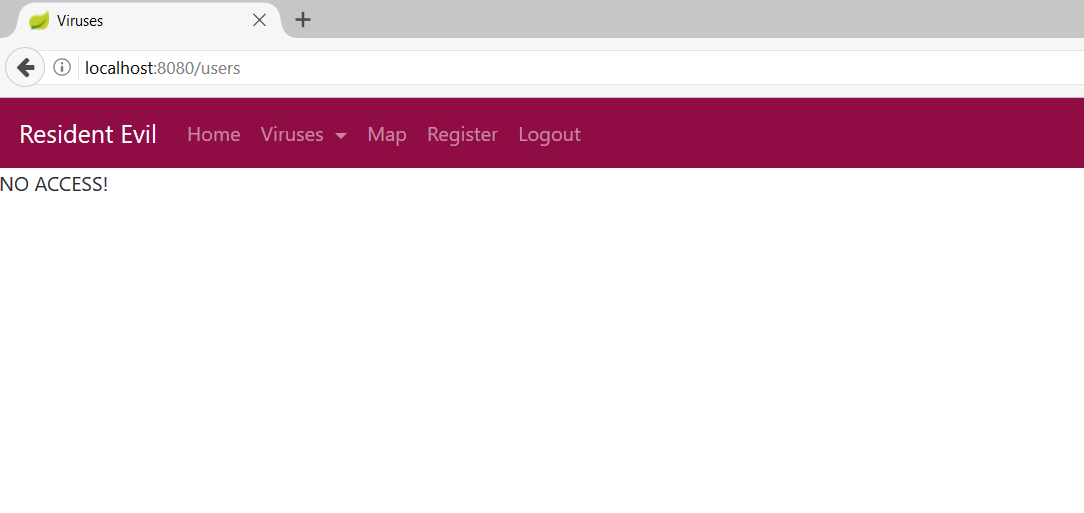 Viruses
localhost:8080/users
Resident Evil Home Viruses Map Register Logout
NO ACCESS!